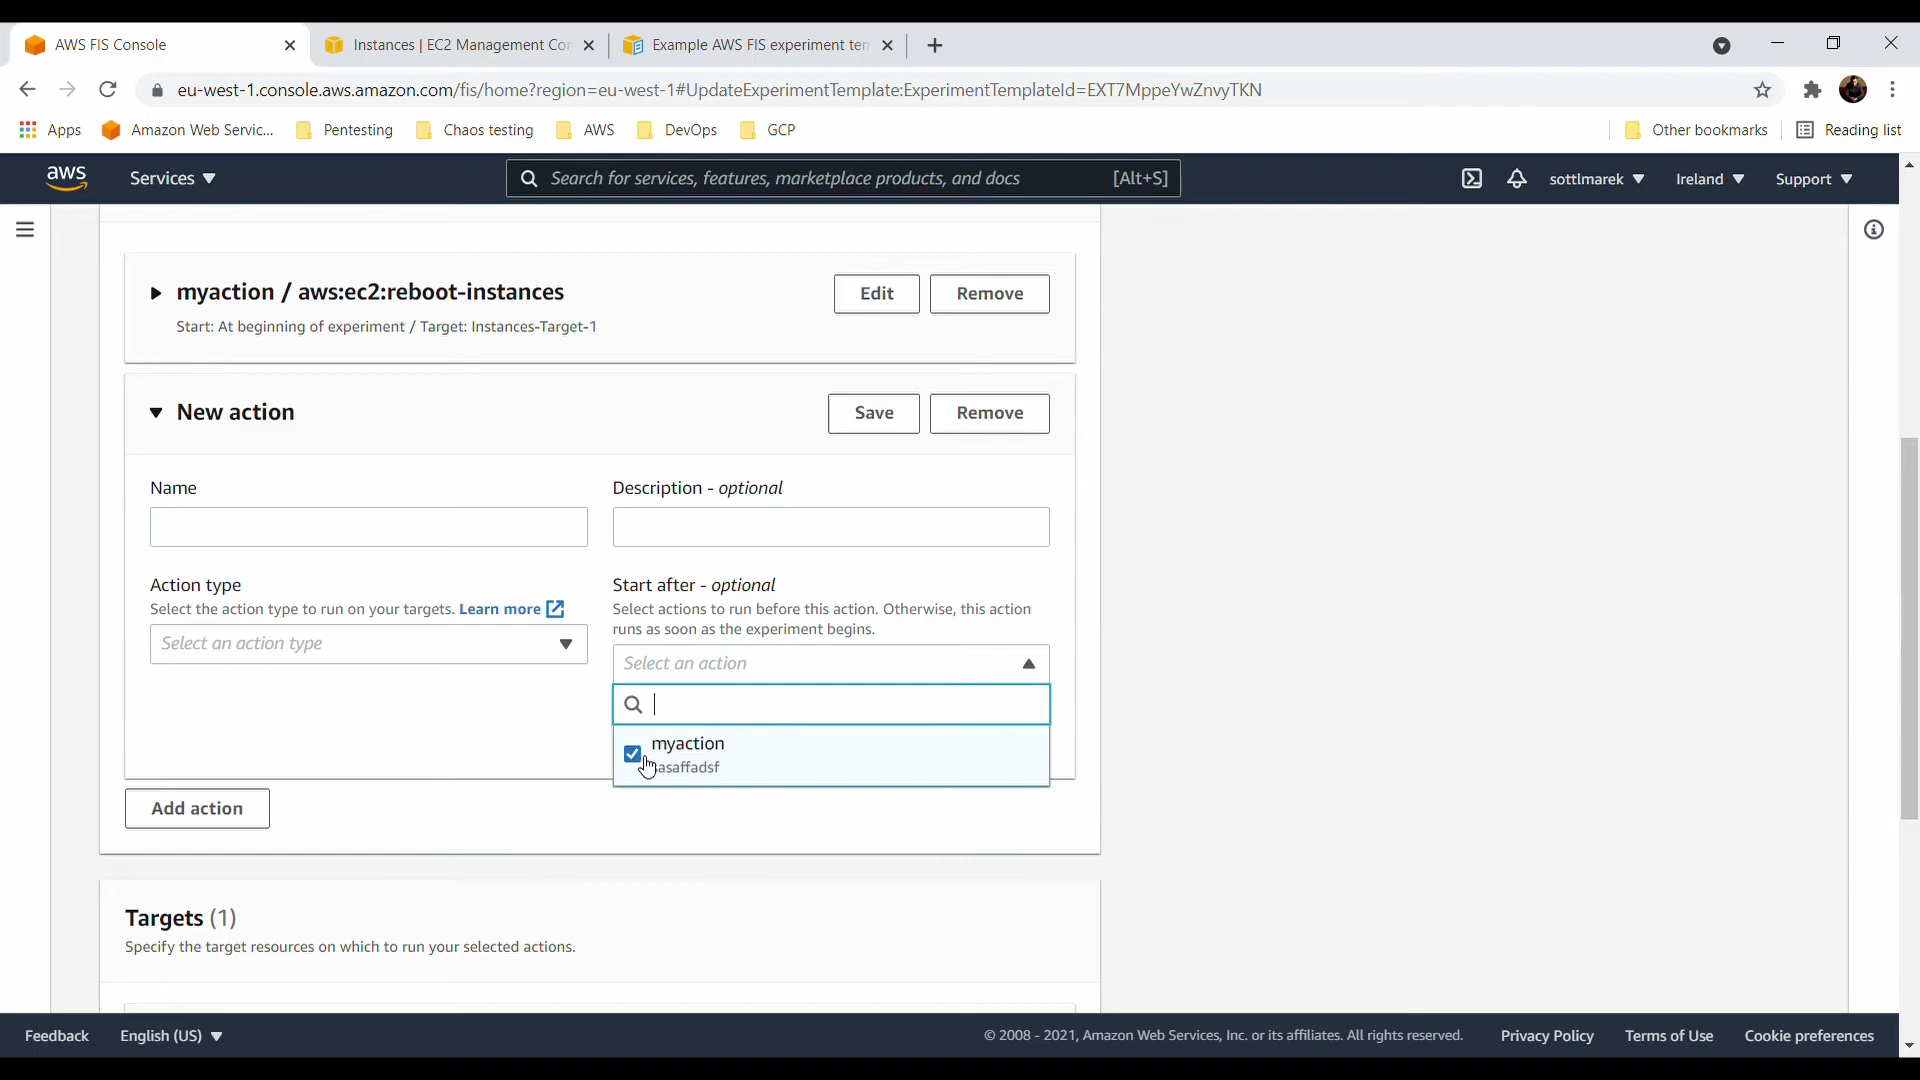 AWS FIS Console
Instances | EC2 Management Co
Example AWS FIS experiment ten
eu-west-1.console.aws.amazon.com/fis/home?region=eu-west-1#UpdateExperimentTemplate:ExperimentTemplateId=EXT7MppeYwZnvyTKN
Apps
Amazon Web Servic...
Pentesting
Chaos testing
AWS
DevOps
GCP
Other bookmarks
Reading list
aws
Services
Search for services, features, marketplace products, and docs
[Alt+S]
sottlmarek
Ireland
Support
myaction / aws:ec2:reboot-instances
Edit
Remove
Start: At beginning of experiment / Target: Instances-Target-1
New action
Save
Remove
Name
Description - optional
Action type
Start after - optional
Select the action type to run on your targets. Learn more
Select actions to run before this action. Otherwise, this action
runs as soon as the experiment begins.
Select an action type
Select an action
myaction
asaffadsf
Add action
Targets (1)
Specify the target resources on which to run your selected actions.
Feedback
English (US)
© 2008 - 2021, Amazon Web Services, Inc. or its affiliates. All rights reserved.
Privacy Policy
Terms of Use
Cookie preferences